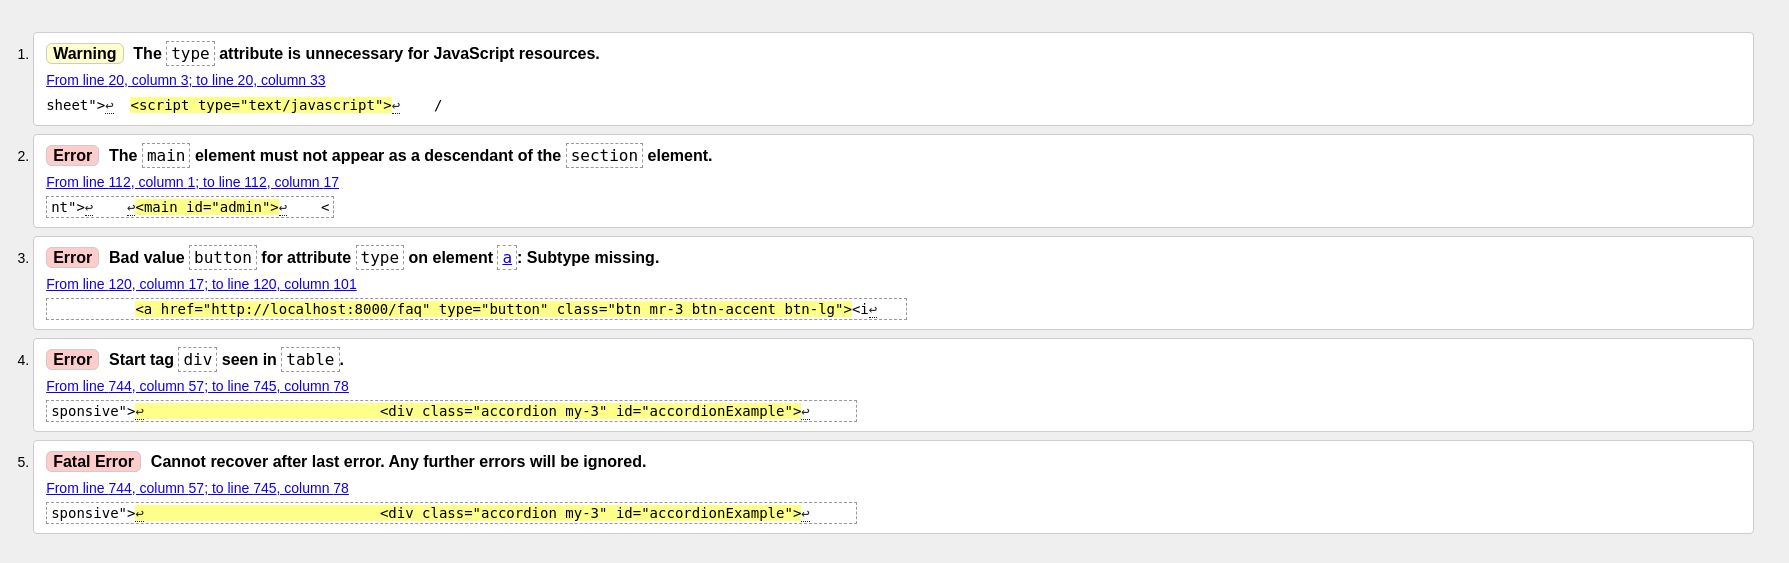 1. Warning The type attribute is unnecessary for JavaScript resources.
From line 20, column 3; to line 20, column 33
sheet">↩  <script type="text/javascript">↩    /
2. Error The main element must not appear as a descendant of the section element.
From line 112, column 1; to line 112, column 17
nt">↩    ↩<main id="admin">↩    <
3. Error Bad value button for attribute type on element a: Subtype missing.
From line 120, column 17; to line 120, column 101
<a href="http://localhost:8000/faq" type="button" class="btn mr-3 btn-accent btn-lg"><i↩
4. Error Start tag div seen in table.
From line 744, column 57; to line 745, column 78
sponsive">↩                            <div class="accordion my-3" id="accordionExample">↩
5. Fatal Error Cannot recover after last error. Any further errors will be ignored.
From line 744, column 57; to line 745, column 78
sponsive">↩                            <div class="accordion my-3" id="accordionExample">↩